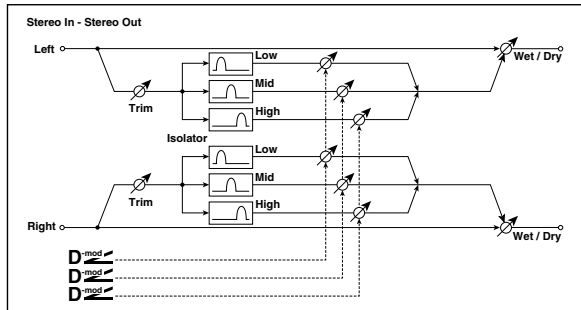 Stereo In - Stereo Out
Left
Wet / Dry
Low
Mid
High
Trim
Isolator
Low
Mid
High
Trim
Right
Wet / Dry
D-mod
D-mod
D-mod